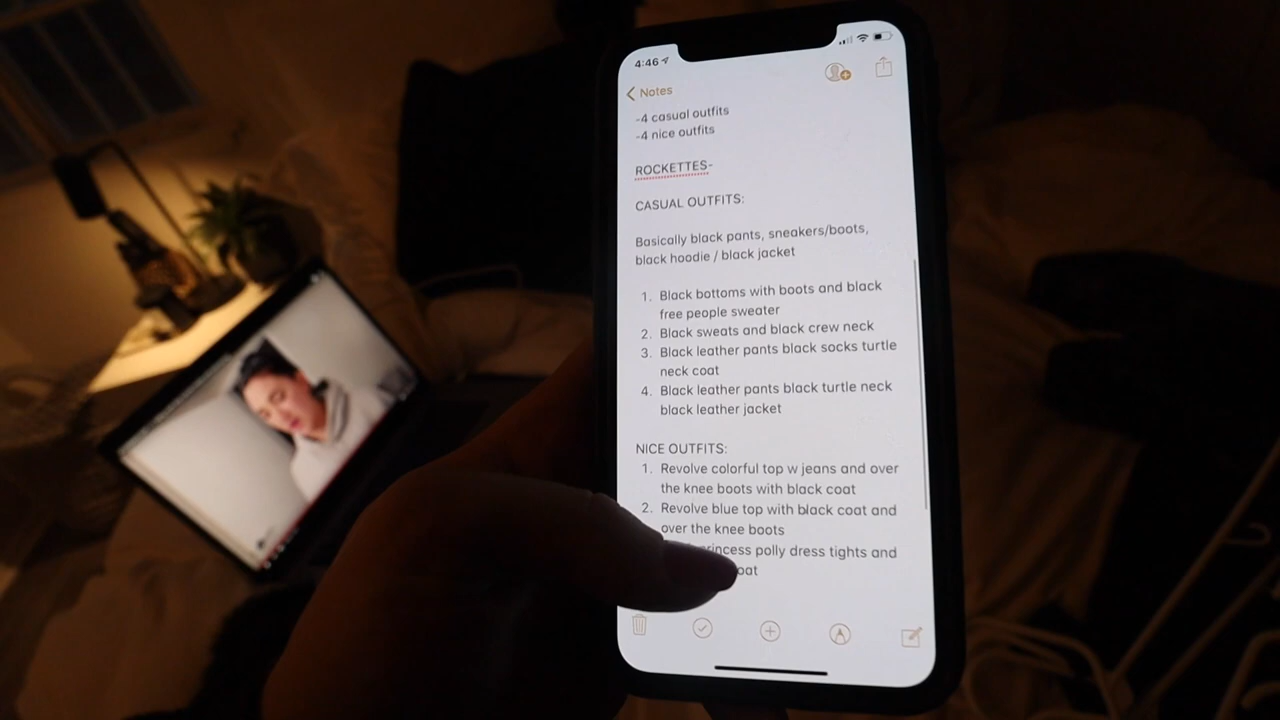 4:46
Notes
-4 casual outfits
-4 nice outfits
ROCKETTES-
CASUAL OUTFITS:
Basically black pants, sneakers/boots,
black hoodie / black jacket
1. Black bottoms with boots and black
free people sweater
2. Black sweats and black crew neck
3. Black leather pants black socks turtle
neck coat
4. Black leather pants black turtle neck
black leather jacket
NICE OUTFITS:
1. Revolve colorful top w jeans and over
the knee boots with black coat
2. Revolve blue top with black coat and
over the knee boots
princess polly dress tights and